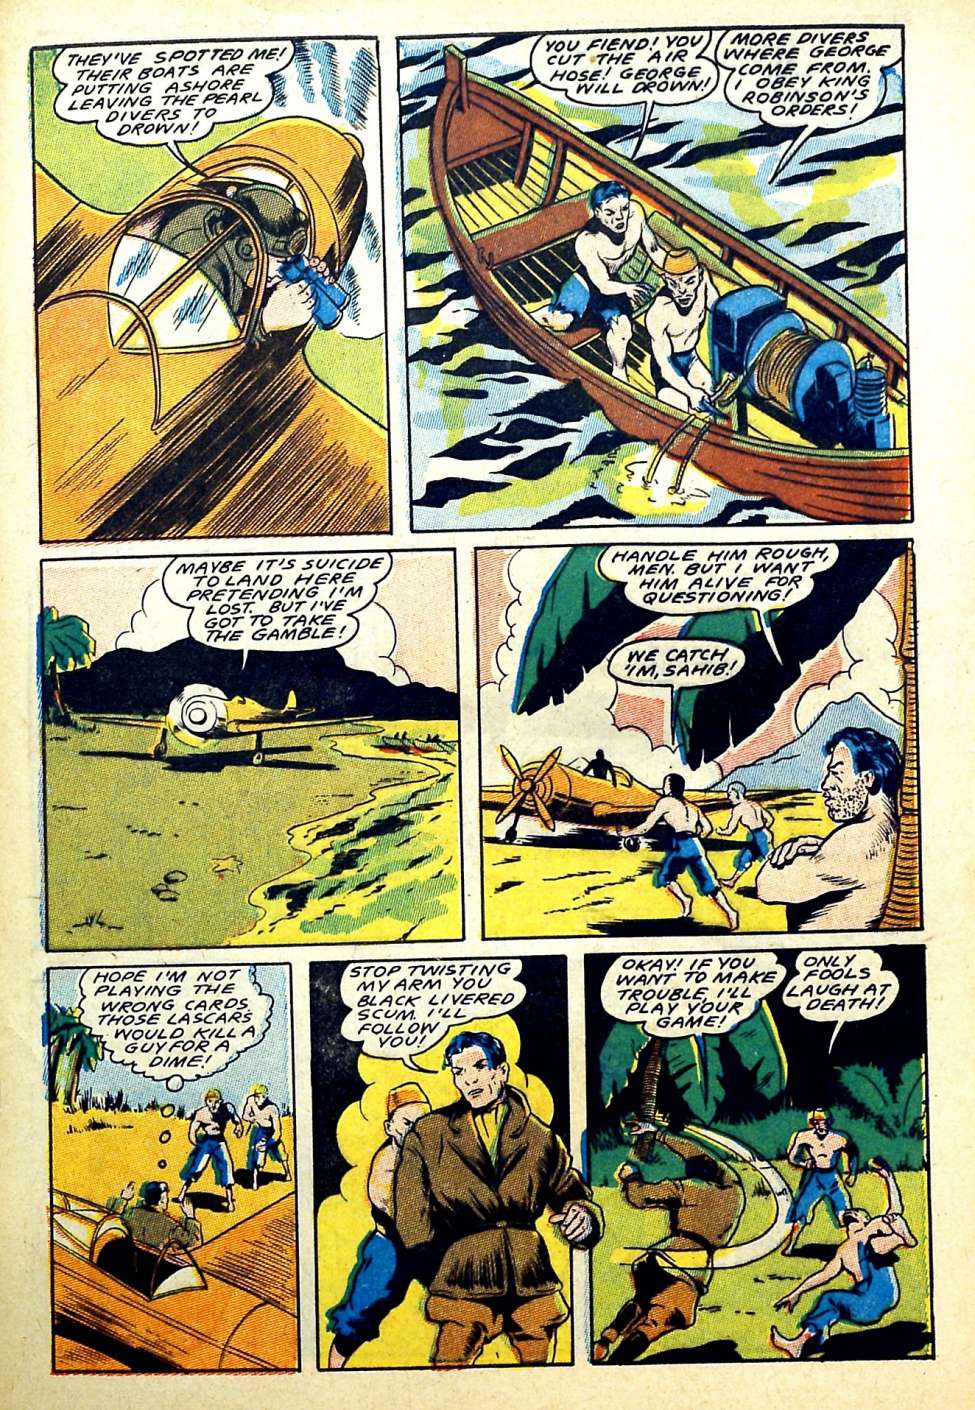 THEY'VE SPOTTED ME!
THEIR BOATS ARE
PUTTING ASHORE
LEAVING THE PEARL
DIVERS TO
DROWN!
YOU FIEND! YOU
CUT THE AIR
HOSE! GEORGE
WILL DROWN!
MORE DIVERS
WHERE GEORGE
COME FROM.
I OBEY KING
ROBINSON'S
ORDERS!
MAYBE IT'S SUICIDE
TO LAND HERE
PRETENDING I'M
LOST. BUT I'VE
GOT TO TAKE
THE GAMBLE!
HANDLE HIM ROUGH,
MEN. BUT I WANT
HIM ALIVE FOR
QUESTIONING!
WE CATCH
'IM, SAHIB!
HOPE I'M NOT
PLAYING THE
WRONG CARDS
THOSE LASCARS
WOULD KILL A
GUY FOR A
DIME!
STOP TWISTING
MY ARM YOU
BLACK LIVERED
SCUM. I'LL
FOLLOW
YOU!
OKAY! IF YOU
WANT TO MAKE
TROUBLE, I'LL
PLAY YOUR
GAME!
ONLY
FOOLS
LAUGH AT
DEATH!